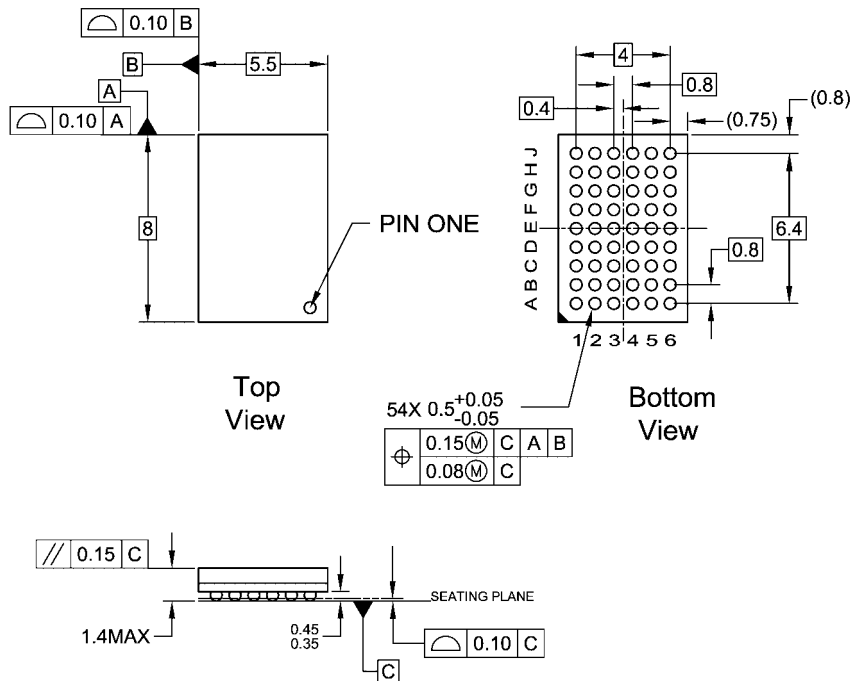 0.10 B
B
5.5
A
0.10 A
8
PIN ONE
Top
View
4
0.8
0.4
(0.8)
(0.75)
J
H
G
F
E
D
C
B
A
6.4
0.8
1 2 3 4 5 6
54X 0.5 +0.05
-0.05
0.15 Ⓜ C A B
0.08 Ⓜ C
Bottom
View
// 0.15 C
1.4MAX
0.45
0.35
SEATING PLANE
0.10 C
C